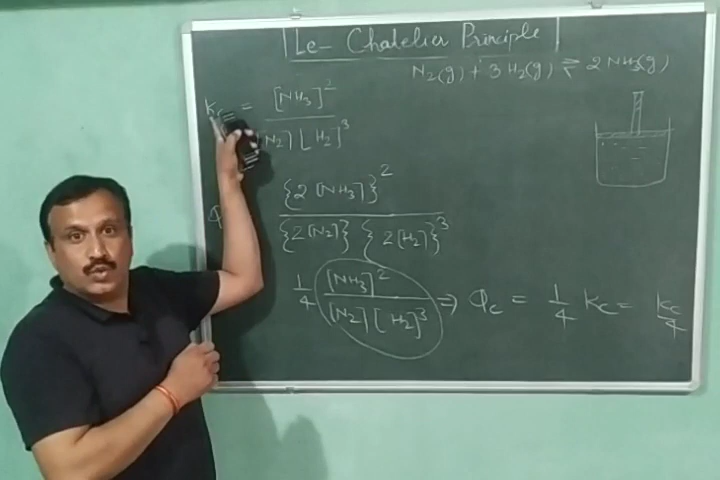 Le-Chatelier Principle
N2(g) + 3H2(g) ⇌ 2NH3(g)
Kc = [NH3]^2
N2] [H2]^3
{2[NH3]}^2
{2[N2]} {2[H2]}^3
1/4 [NH3]^2 / [N2][H2]^3 ⇒ Qc = 1/4 Kc = Kc/4